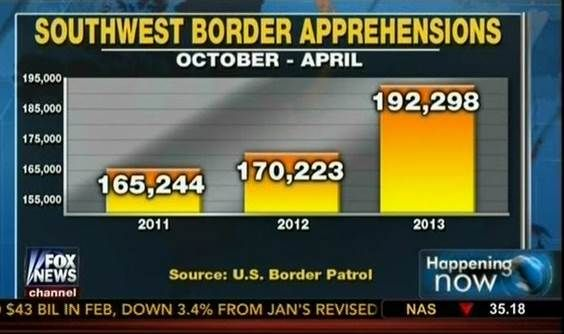 SOUTHWEST BORDER APPREHENSIONS
OCTOBER - APRIL
195,000
185,000
175,000
165,000
155,000
165,244
170,223
192,298
2011
2012
2013
FOX
NEWS
channel
Source: U.S. Border Patrol
Happening
now
$43 BIL IN FEB, DOWN 3.4% FROM JAN'S REVISED NAS ▼ 35.18